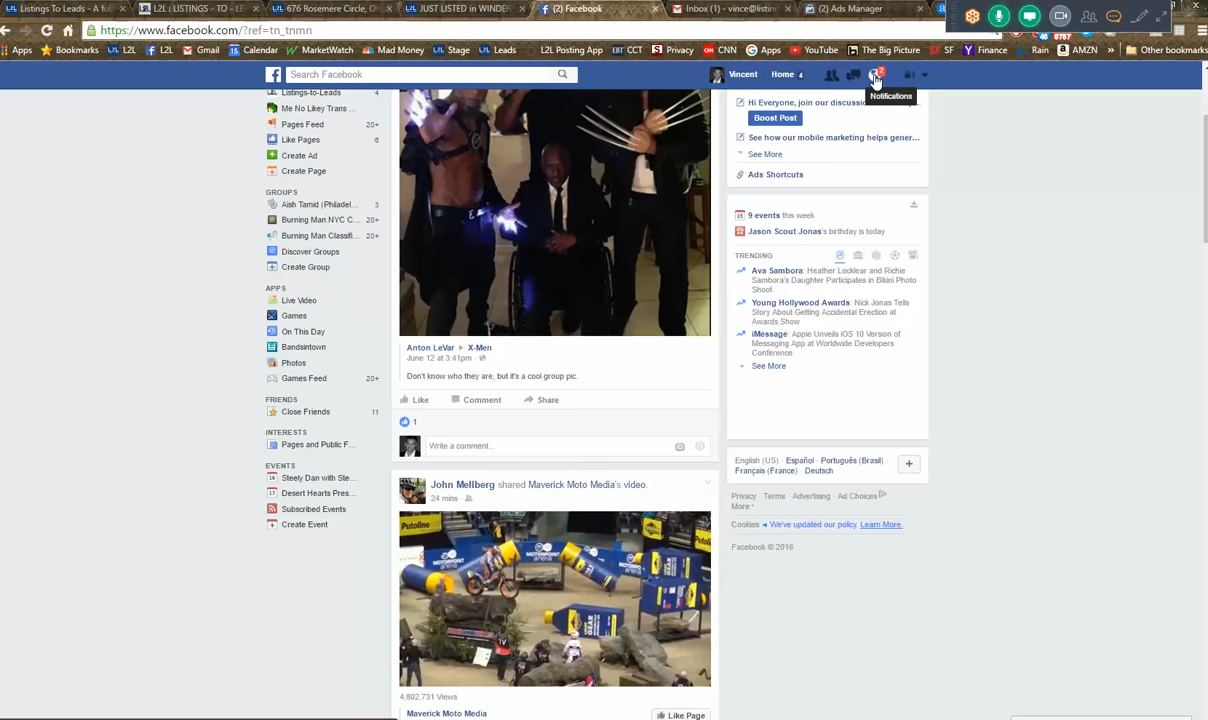 Listings To Leads - A ful
L2L : LISTINGS - TO - LE
676 Rosemere Circle, O
JUST LISTED in WINDER
(2) Facebook
Inbox (1) - vince@listin
(2) Ads Manager
https://www.facebook.com/?ref=tn_tnmn
Apps
Bookmarks
L2L
F L2L
Gmail
Calendar
MarketWatch
Mad Money
Stage
Leads
L2L Posting App
CCT
Privacy
CNN
Apps
YouTube
The Big Picture
SF
Finance
Rain
AMZN
Other bookmarks
Search Facebook
Vincent
Home 4
2
Notifications
Listings-to-Leads 4
Me No Likey Trans ...
Pages Feed 20+
Like Pages 6
Create Ad
Create Page
GROUPS
Aish Tamid (Philadel... 3
Burning Man NYC C... 20+
Burning Man Classifi... 20+
Discover Groups
Create Group
APPS
Live Video
Games
On This Day
Bandsintown
Photos
Games Feed 20+
FRIENDS
Close Friends 11
INTERESTS
Pages and Public F...
EVENTS
Steely Dan with Ste...
Desert Hearts Pres...
Subscribed Events
Create Event
Anton LeVar ▸ X-Men
June 12 at 3:41pm ·
Don't know who they are, but it's a cool group pic.
Like Comment Share
1
Write a comment...
John Mellberg shared Maverick Moto Media's video.
24 mins ·
Putoline
MOTORPOINT arena
4,802,731 Views
Maverick Moto Media
Like Page
Hi Everyone, join our discussio
Boost Post
See how our mobile marketing helps gener...
See More
Ads Shortcuts
9 events this week
Jason Scout Jonas's birthday is today
TRENDING
Ava Sambora: Heather Locklear and Richie
Sambora's Daughter Participates in Bikini Photo
Shoot
Young Hollywood Awards: Nick Jonas Tells
Story About Getting Accidental Erection at
Awards Show
iMessage: Apple Unveils iOS 10 Version of
Messaging App at Worldwide Developers
Conference
See More
English (US) · Español · Português (Brasil)
Français (France) · Deutsch
+
Privacy · Terms · Advertising · Ad Choices
More
Cookies ◂ We've updated our policy. Learn More.
Facebook © 2016